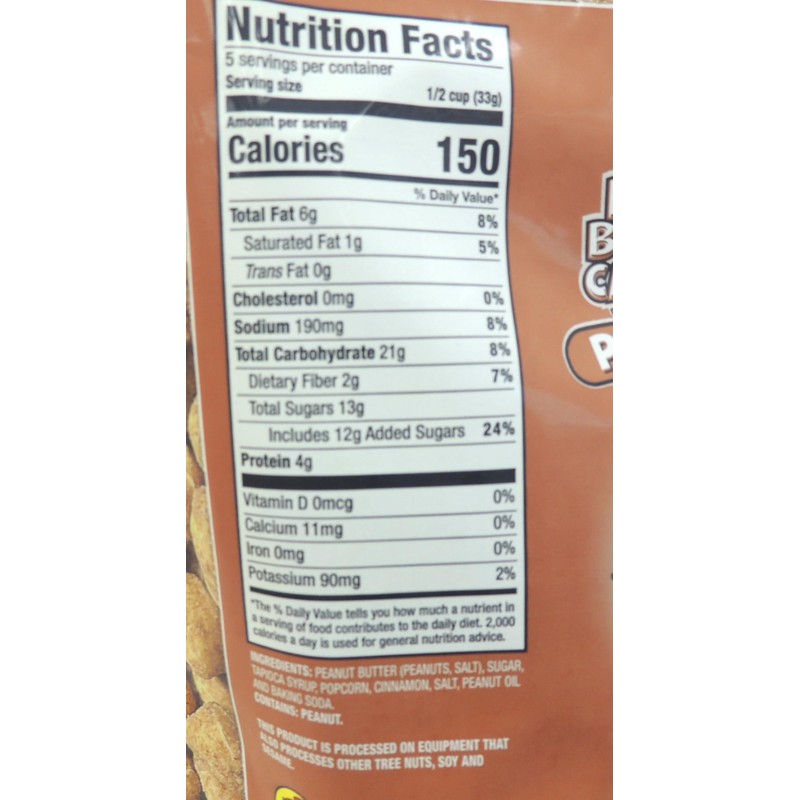 Nutrition Facts
5 servings per container
Serving size 1/2 cup (33g)
Amount per serving
Calories 150
% Daily Value*
Total Fat 6g 8%
Saturated Fat 1g 5%
Trans Fat 0g
Cholesterol 0mg 0%
Sodium 190mg 8%
Total Carbohydrate 21g 8%
Dietary Fiber 2g 7%
Total Sugars 13g
Includes 12g Added Sugars 24%
Protein 4g
Vitamin D 0mcg 0%
Calcium 11mg 0%
Iron 0mg 0%
Potassium 90mg 2%
*The % Daily Value tells you how much a nutrient in
a serving of food contributes to the daily diet. 2,000
calories a day is used for general nutrition advice.
INGREDIENTS: PEANUT BUTTER (PEANUTS, SALT), SUGAR,
TAPIOCA SYRUP, POPCORN, CINNAMON, SALT, PEANUT OIL
AND BAKING SODA.
CONTAINS: PEANUT.
THIS PRODUCT IS PROCESSED ON EQUIPMENT THAT
ALSO PROCESSES OTHER TREE NUTS, SOY AND
SESAME.